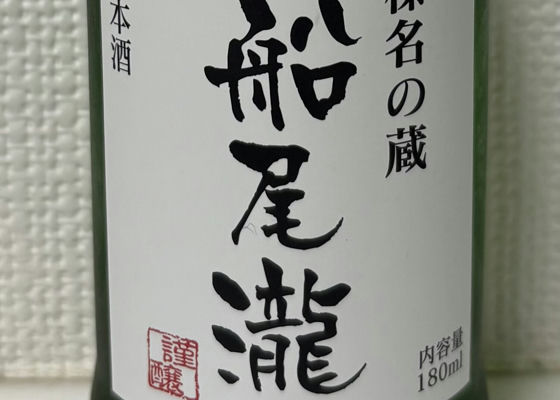 榛名の蔵
船尾瀧
本酒
謹醸
内容量
180ml